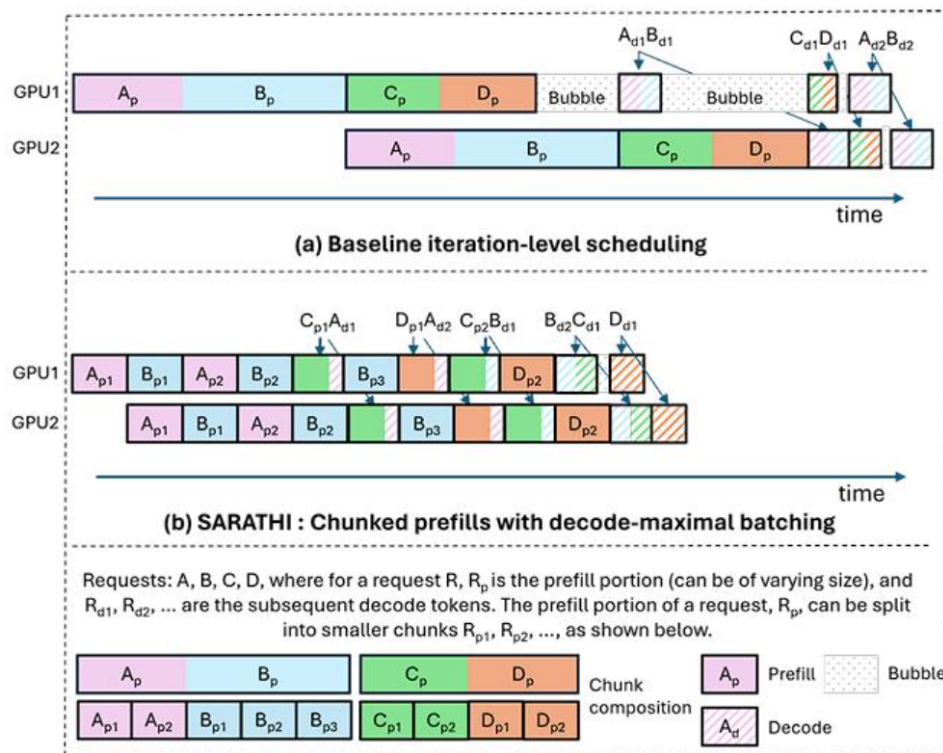 A_d1B_d1 C_d1D_d1 A_d2B_d2
GPU1 A_p B_p C_p D_p Bubble Bubble
GPU2 A_p B_p C_p D_p
time
(a) Baseline iteration-level scheduling
C_p1A_d1 D_p1A_d2 C_p2B_d1 B_d2C_d1 D_d1
GPU1 A_p1 B_p1 A_p2 B_p2 B_p3 D_p2
GPU2 A_p1 B_p1 A_p2 B_p2 B_p3 D_p2
time
(b) SARATHI : Chunked prefills with decode-maximal batching
Requests: A, B, C, D, where for a request R, R_p is the prefill portion (can be of varying size), and
R_d1, R_d2, ... are the subsequent decode tokens. The prefill portion of a request, R_p, can be split
into smaller chunks R_p1, R_p2, ..., as shown below.
A_p B_p C_p D_p
A_p1 A_p2 B_p1 B_p2 B_p3 C_p1 C_p2 D_p1 D_p2
Chunk
composition
A_p Prefill Bubble
A_d Decode